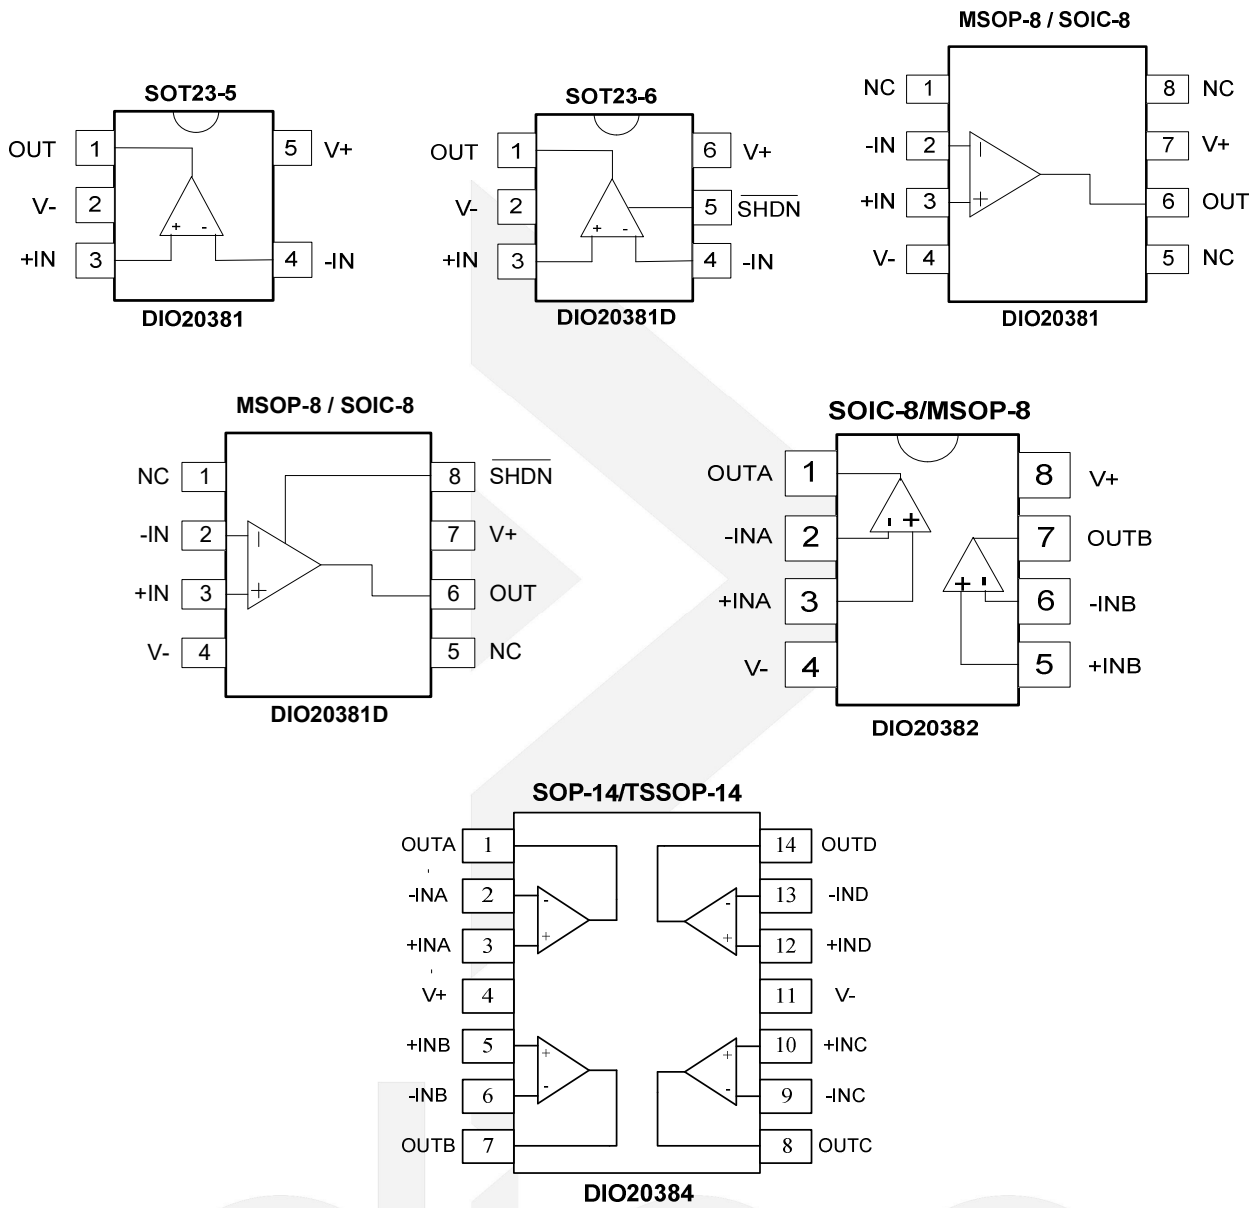 SOT23-5
OUT 1 5 V+
V- 2
+IN 3 4 -IN
+ -
DIO20381
SOT23-6
OUT 1 6 V+
V- 2 5 SHDN
+IN 3 4 -IN
+ -
DIO20381D
MSOP-8 / SOIC-8
NC 1 8 NC
-IN 2 7 V+
+IN 3 6 OUT
V- 4 5 NC
- +
DIO20381
MSOP-8 / SOIC-8
NC 1 8 SHDN
-IN 2 7 V+
+IN 3 6 OUT
V- 4 5 NC
- +
DIO20381D
SOIC-8/MSOP-8
OUTA 1 8 V+
-INA 2 7 OUTB
+INA 3 6 -INB
V- 4 5 +INB
- +
+ -
DIO20382
SOP-14/TSSOP-14
OUTA 1 14 OUTD
-INA 2 - - 13 -IND
+INA 3 + + 12 +IND
V+ 4 11 V-
+INB 5 + + 10 +INC
-INB 6 - - 9 -INC
OUTB 7 8 OUTC
DIO20384